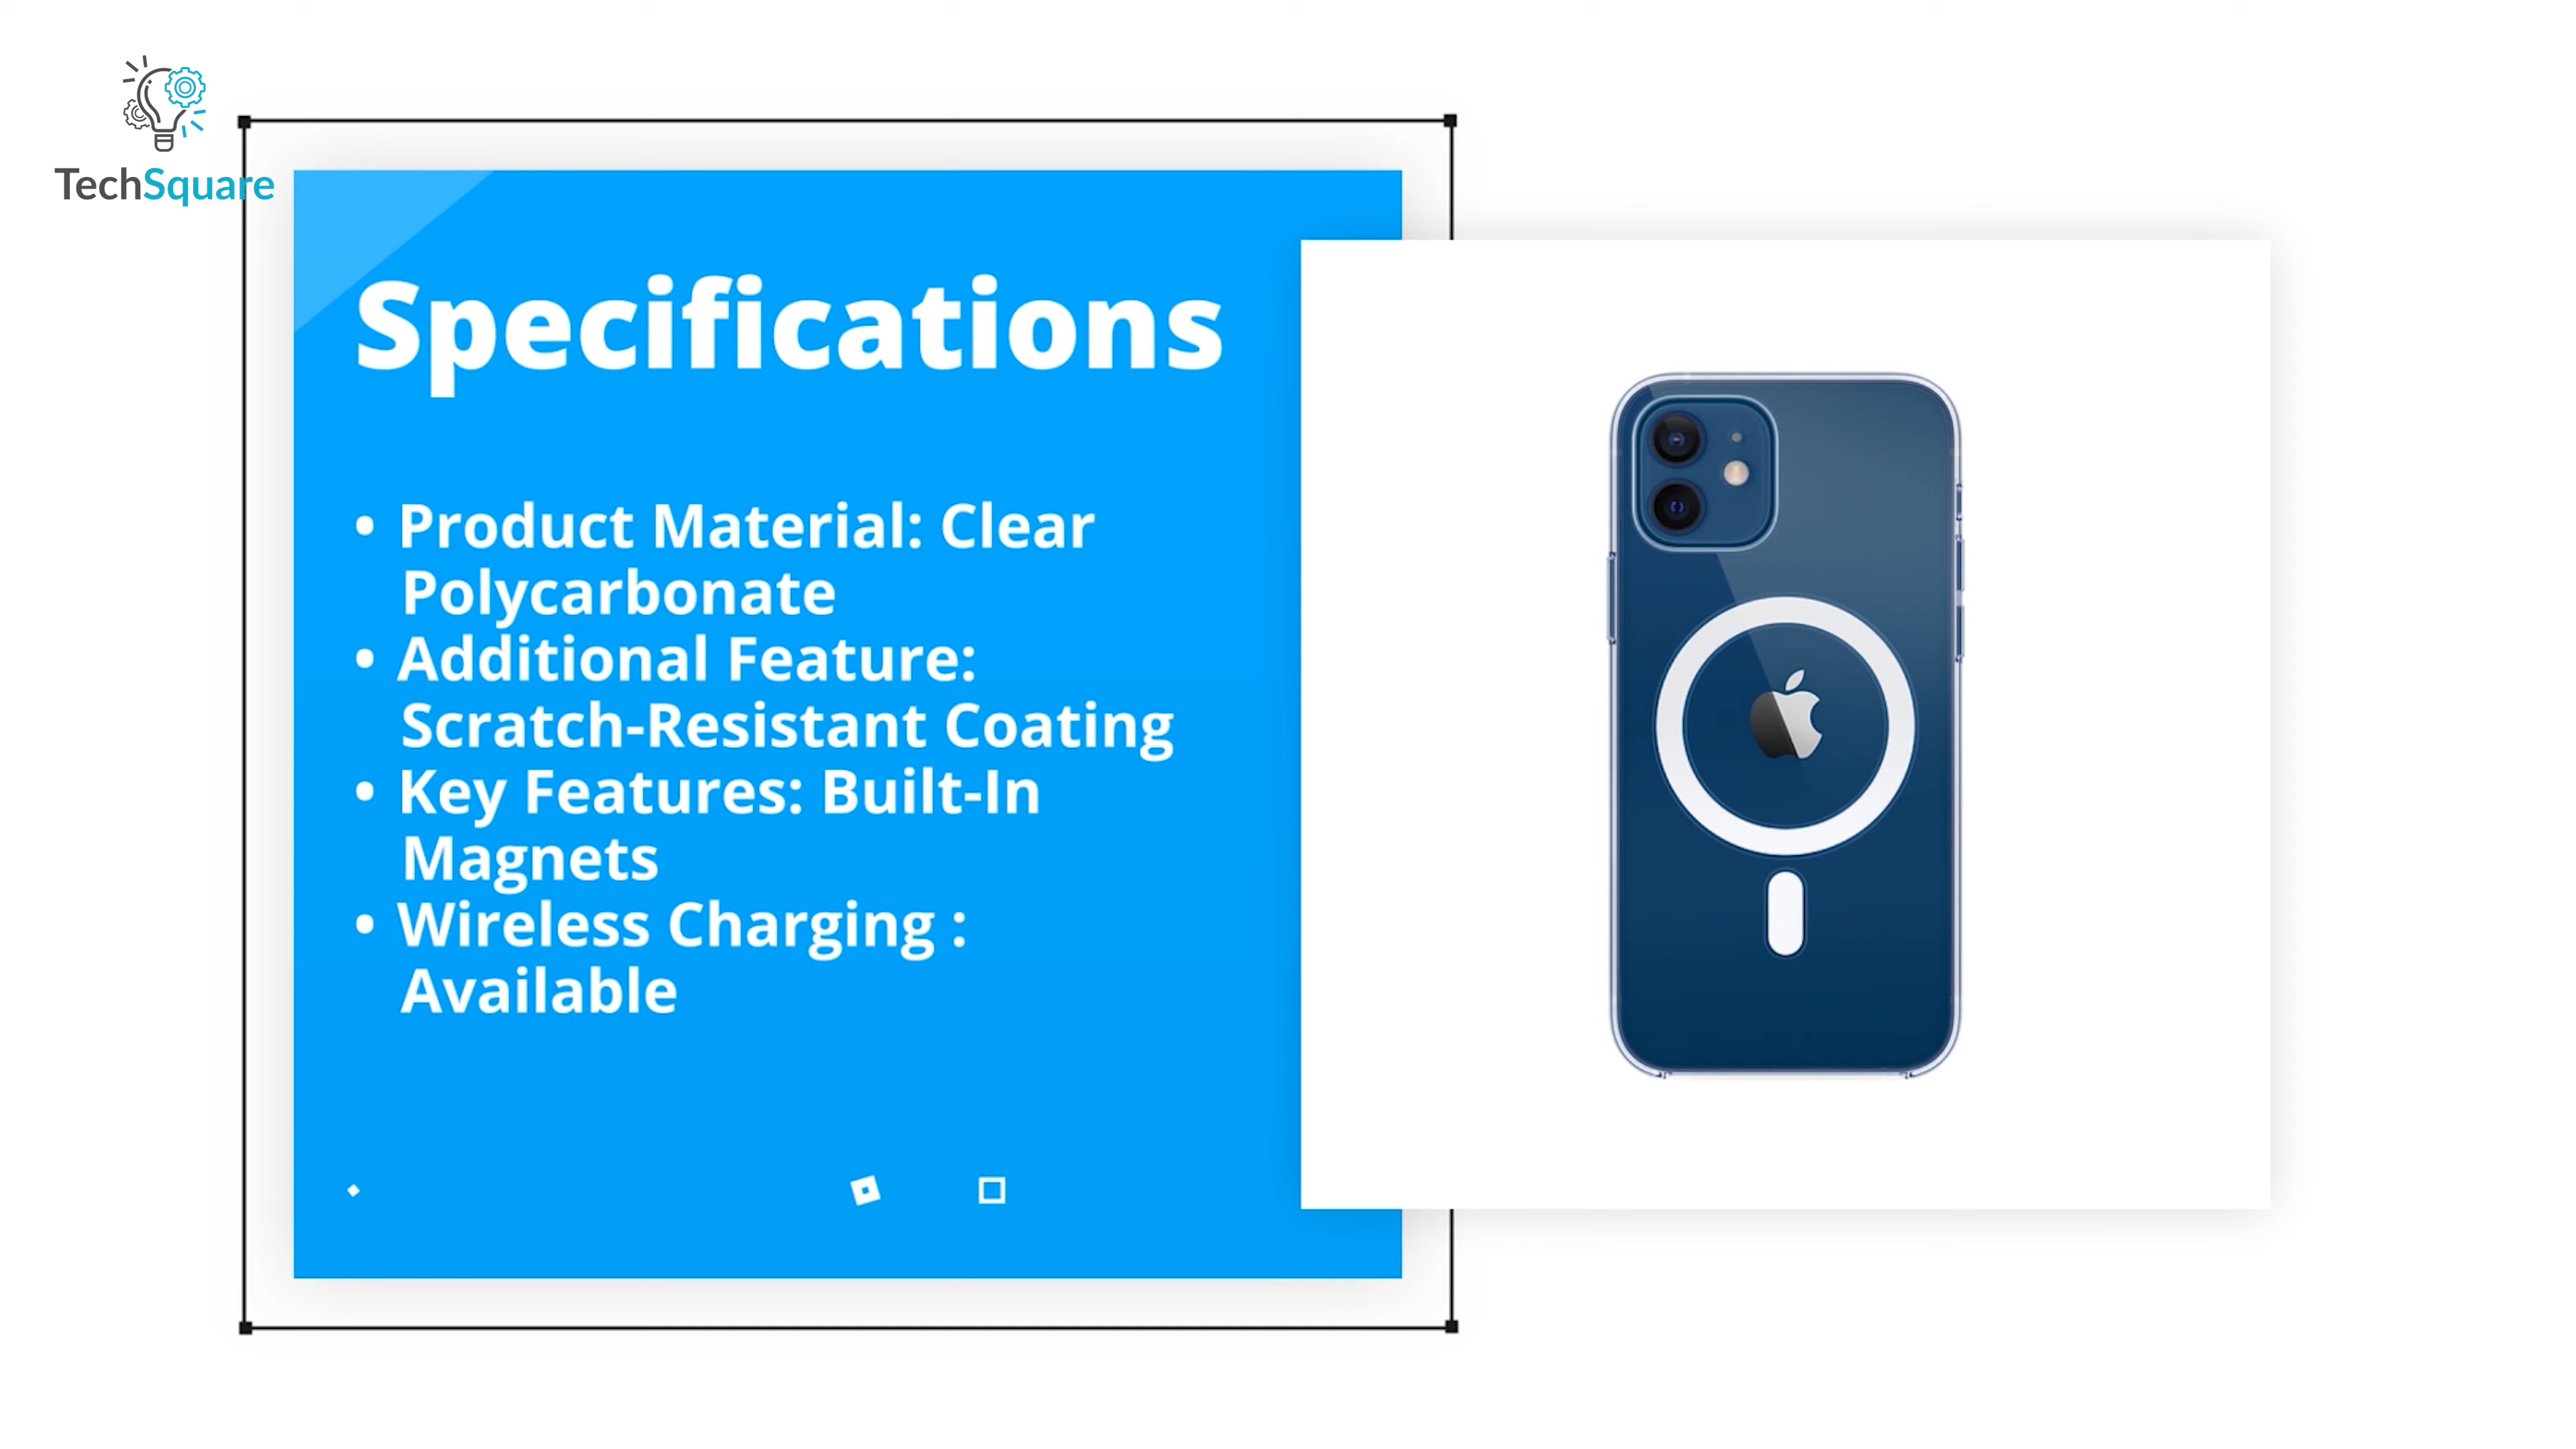 TechSquare
Specifications
• Product Material: Clear
Polycarbonate
• Additional Feature:
Scratch-Resistant Coating
• Key Features: Built-In
Magnets
• Wireless Charging :
Available